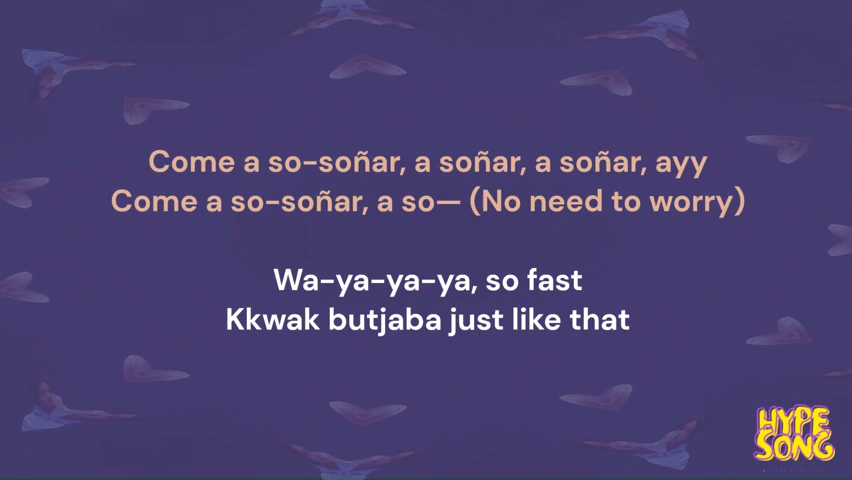 Come a so-soñar, a soñar, a soñar, ayy
Come a so-soñar, a so— (No need to worry)
Wa-ya-ya-ya, so fast
Kkwak butjaba just like that
HYPE
SONG